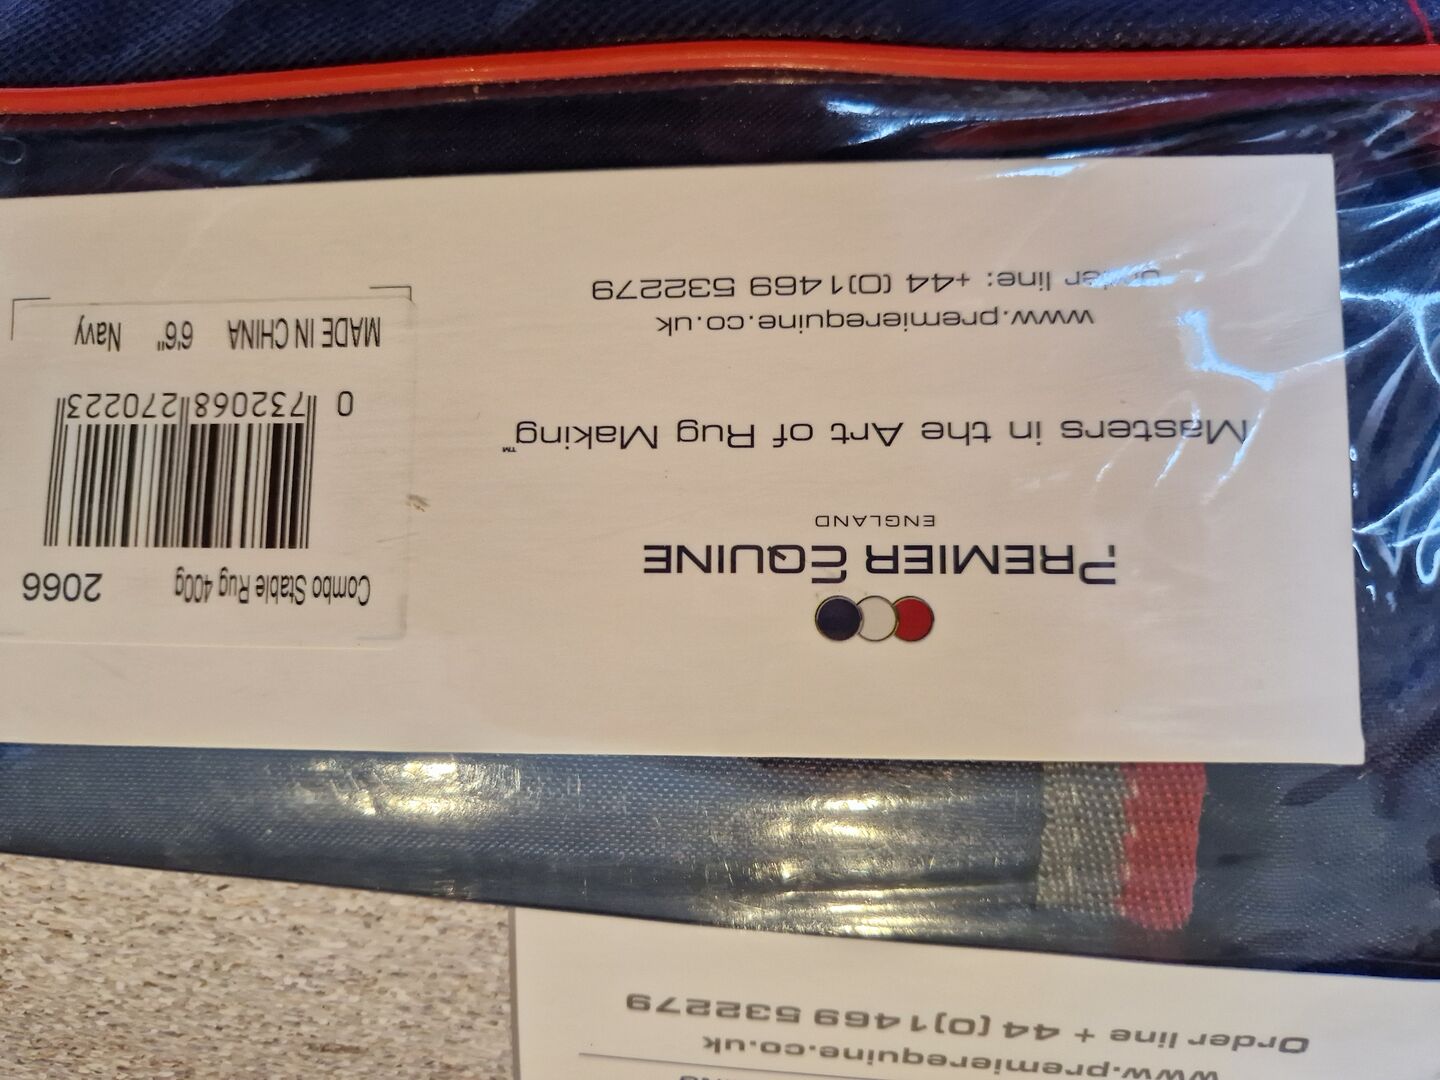 PREMIER EQUINE
ENGLAND
Masters in the Art of Rug Making™
www.premierequine.co.uk
order line: +44 (0)1469 532279
Combo Stable Rug 400g 2066
0 732068 270223
MADE IN CHINA 6'6" Navy
www.premierequine.co.uk
Order line + 44 (0)1469 532279